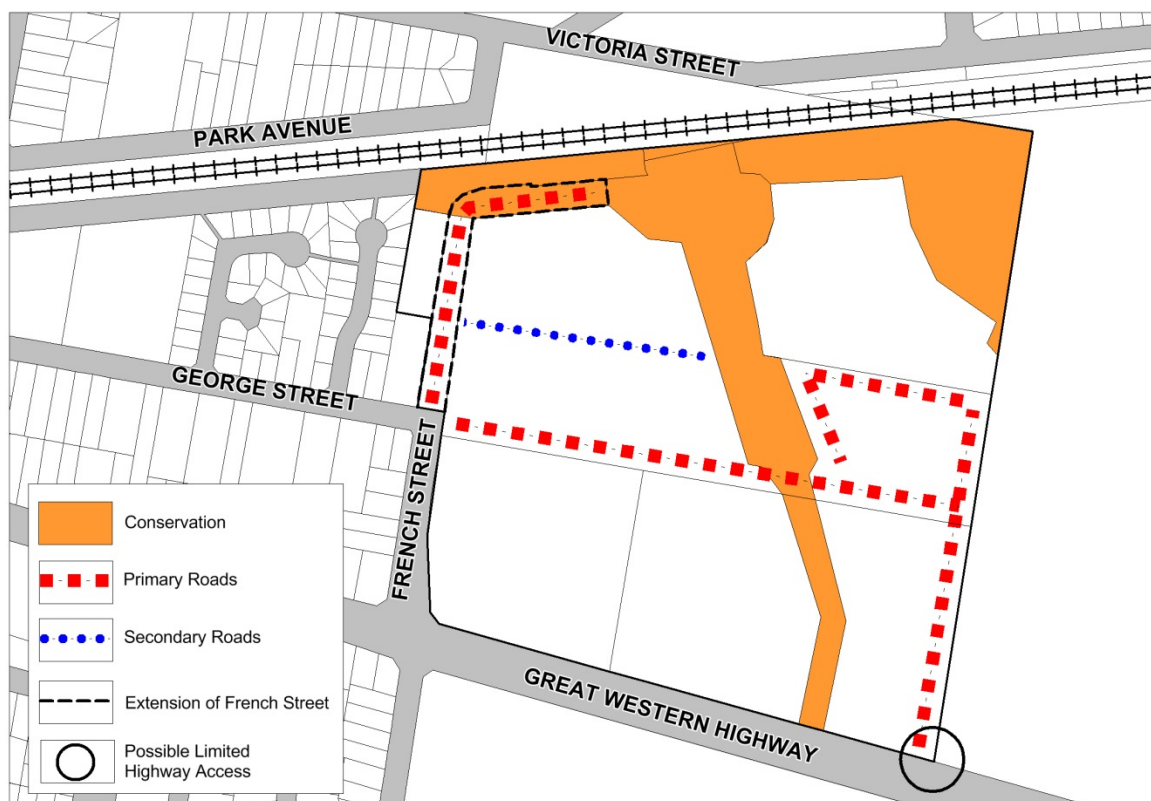 VICTORIA STREET
PARK AVENUE
GEORGE STREET
FRENCH STREET
GREAT WESTERN HIGHWAY
Conservation
Primary Roads
Secondary Roads
Extension of French Street
Possible Limited
Highway Access